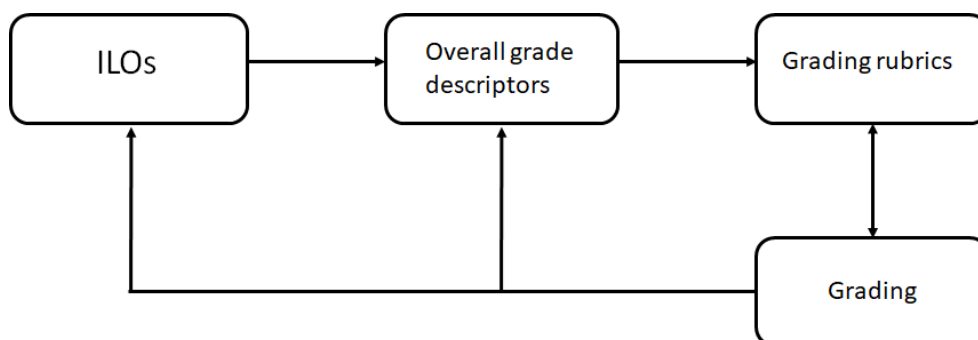 ILOs
Overall grade
descriptors
Grading rubrics
Grading